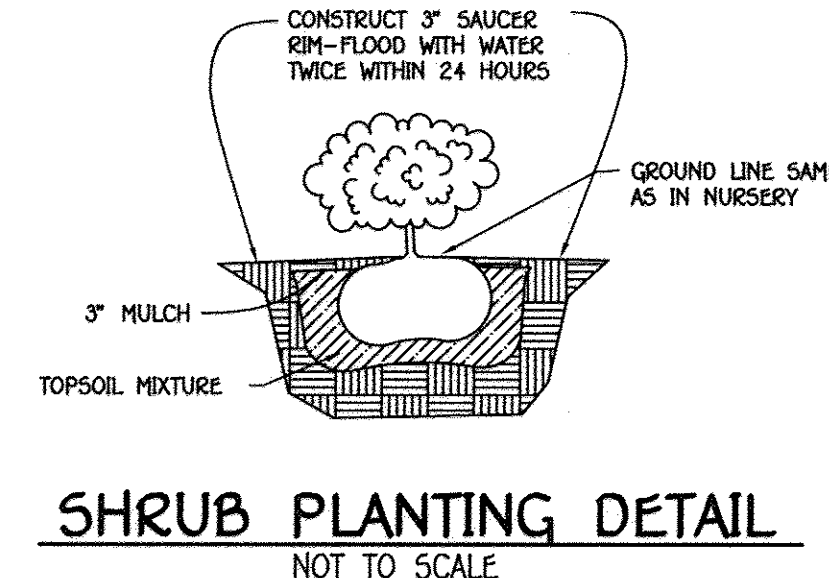 CONSTRUCT 3" SAUCER
RIM-FLOOD WITH WATER
TWICE WITHIN 24 HOURS
GROUND LINE SAM
AS IN NURSERY
3" MULCH
TOPSOIL MIXTURE
SHRUB PLANTING DETAIL
NOT TO SCALE